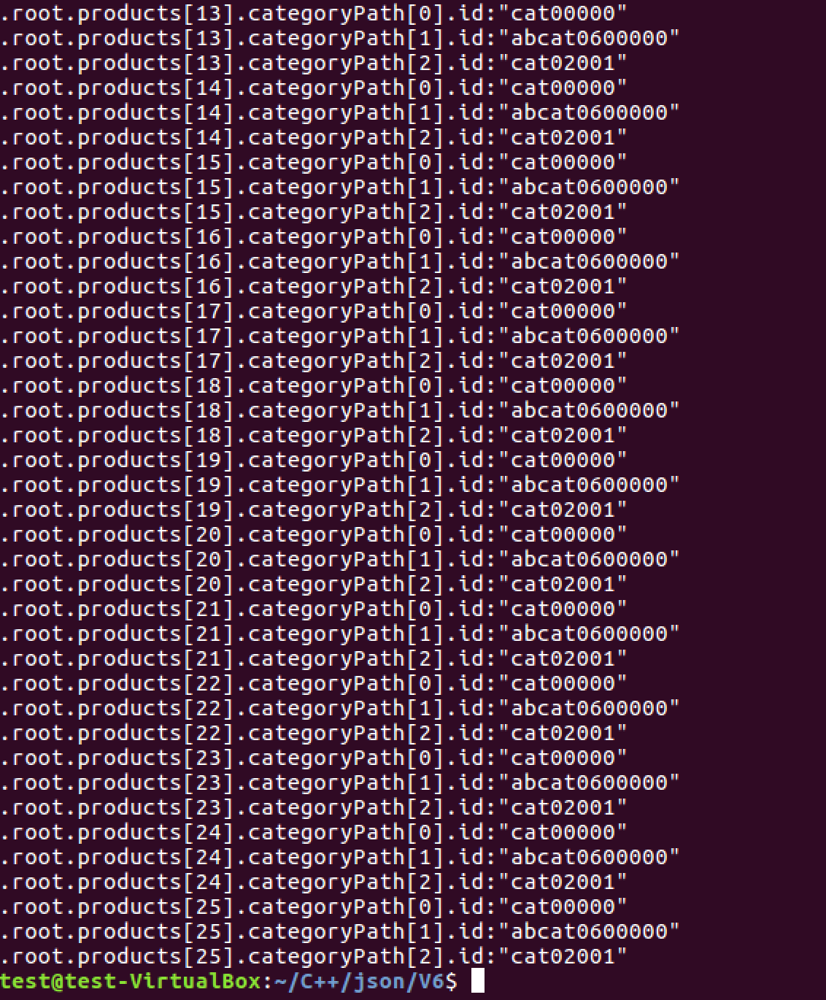 .root.products[13].categoryPath[0].id:"cat00000"
.root.products[13].categoryPath[1].id:"abcat0600000"
.root.products[13].categoryPath[2].id:"cat02001"
.root.products[14].categoryPath[0].id:"cat00000"
.root.products[14].categoryPath[1].id:"abcat0600000"
.root.products[14].categoryPath[2].id:"cat02001"
.root.products[15].categoryPath[0].id:"cat00000"
.root.products[15].categoryPath[1].id:"abcat0600000"
.root.products[15].categoryPath[2].id:"cat02001"
.root.products[16].categoryPath[0].id:"cat00000"
.root.products[16].categoryPath[1].id:"abcat0600000"
.root.products[16].categoryPath[2].id:"cat02001"
.root.products[17].categoryPath[0].id:"cat00000"
.root.products[17].categoryPath[1].id:"abcat0600000"
.root.products[17].categoryPath[2].id:"cat02001"
.root.products[18].categoryPath[0].id:"cat00000"
.root.products[18].categoryPath[1].id:"abcat0600000"
.root.products[18].categoryPath[2].id:"cat02001"
.root.products[19].categoryPath[0].id:"cat00000"
.root.products[19].categoryPath[1].id:"abcat0600000"
.root.products[19].categoryPath[2].id:"cat02001"
.root.products[20].categoryPath[0].id:"cat00000"
.root.products[20].categoryPath[1].id:"abcat0600000"
.root.products[20].categoryPath[2].id:"cat02001"
.root.products[21].categoryPath[0].id:"cat00000"
.root.products[21].categoryPath[1].id:"abcat0600000"
.root.products[21].categoryPath[2].id:"cat02001"
.root.products[22].categoryPath[0].id:"cat00000"
.root.products[22].categoryPath[1].id:"abcat0600000"
.root.products[22].categoryPath[2].id:"cat02001"
.root.products[23].categoryPath[0].id:"cat00000"
.root.products[23].categoryPath[1].id:"abcat0600000"
.root.products[23].categoryPath[2].id:"cat02001"
.root.products[24].categoryPath[0].id:"cat00000"
.root.products[24].categoryPath[1].id:"abcat0600000"
.root.products[24].categoryPath[2].id:"cat02001"
.root.products[25].categoryPath[0].id:"cat00000"
.root.products[25].categoryPath[1].id:"abcat0600000"
.root.products[25].categoryPath[2].id:"cat02001"
test@test-VirtualBox:~/C++/json/V6$